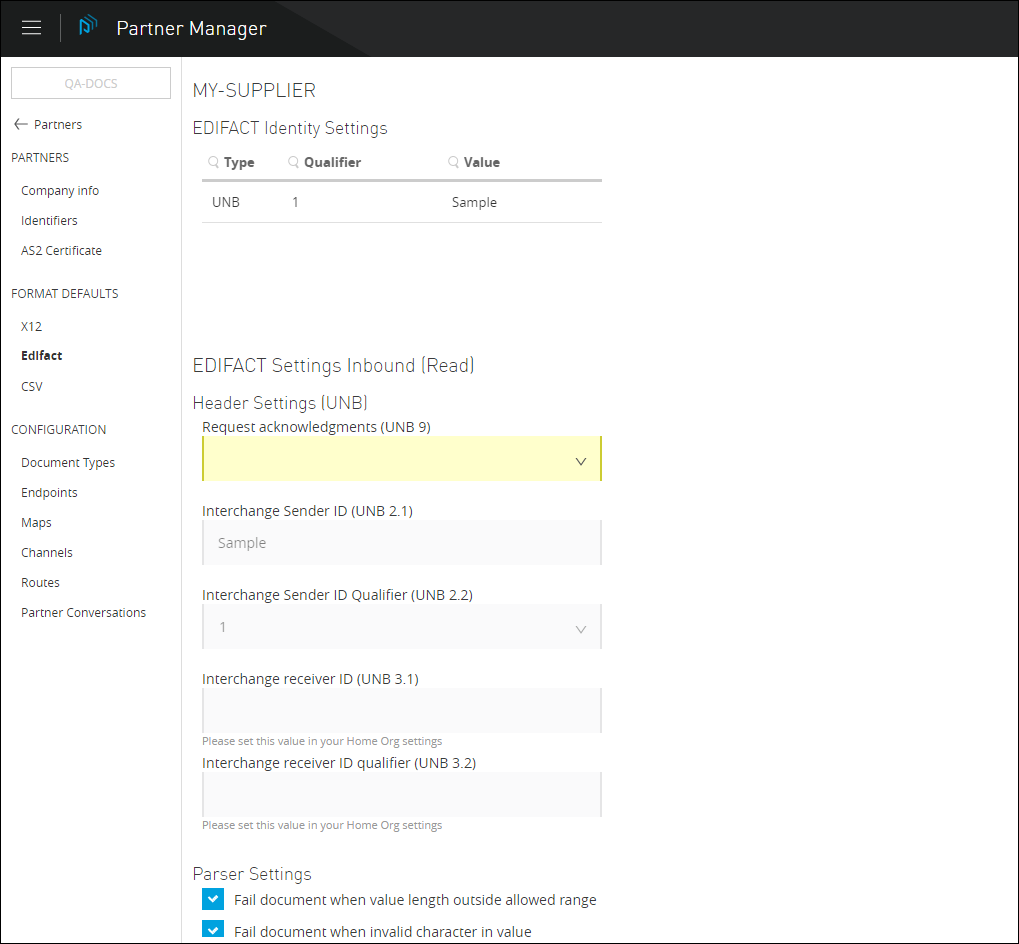 Partner Manager
QA-DOCS
Partners
PARTNERS
Company info
Identifiers
AS2 Certificate
FORMAT DEFAULTS
X12
Edifact
CSV
CONFIGURATION
Document Types
Endpoints
Maps
Channels
Routes
Partner Conversations
MY-SUPPLIER
EDIFACT Identity Settings
Type Qualifier Value
UNB 1 Sample
EDIFACT Settings Inbound (Read)
Header Settings (UNB)
Request acknowledgments (UNB 9)
Interchange Sender ID (UNB 2.1)
Sample
Interchange Sender ID Qualifier (UNB 2.2)
1
Interchange receiver ID (UNB 3.1)
Please set this value in your Home Org settings
Interchange receiver ID qualifier (UNB 3.2)
Please set this value in your Home Org settings
Parser Settings
Fail document when value length outside allowed range
Fail document when invalid character in value